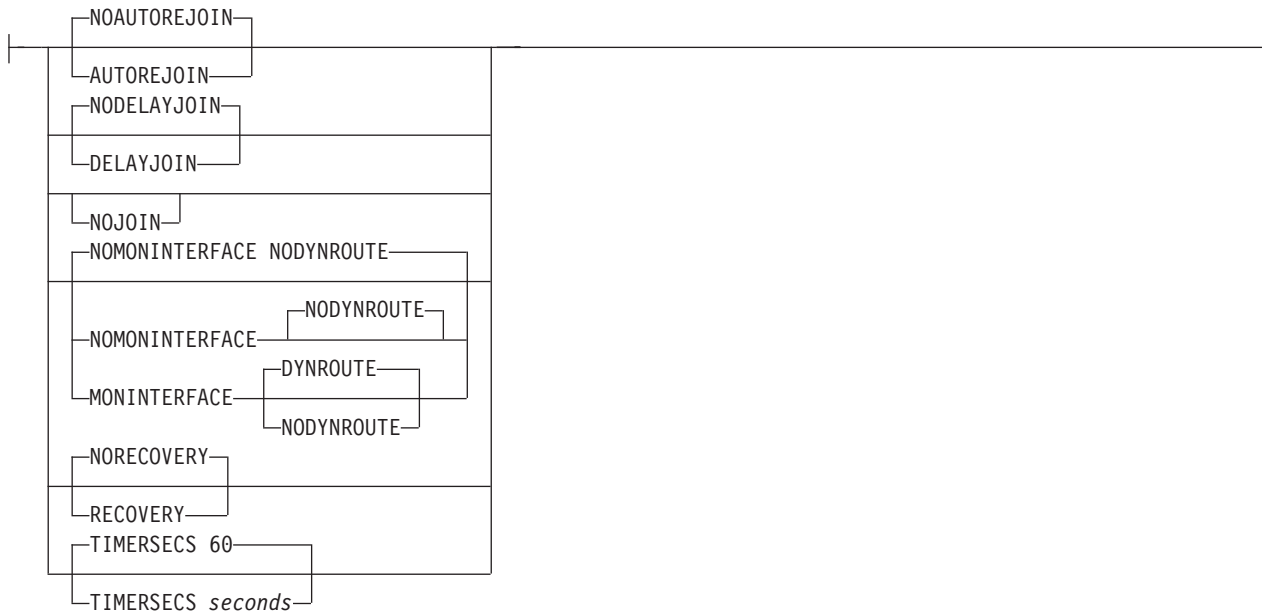 NOAUTOREJOIN
AUTOREJOIN
NODELAYJOIN
DELAYJOIN
NOJOIN
NOMONINTERFACE NODYNROUTE
NODYNROUTE
NOMONINTERFACE
DYNROUTE
MONINTERFACE
NODYNROUTE
NORECOVERY
RECOVERY
TIMERSECS 60
TIMERSECS seconds